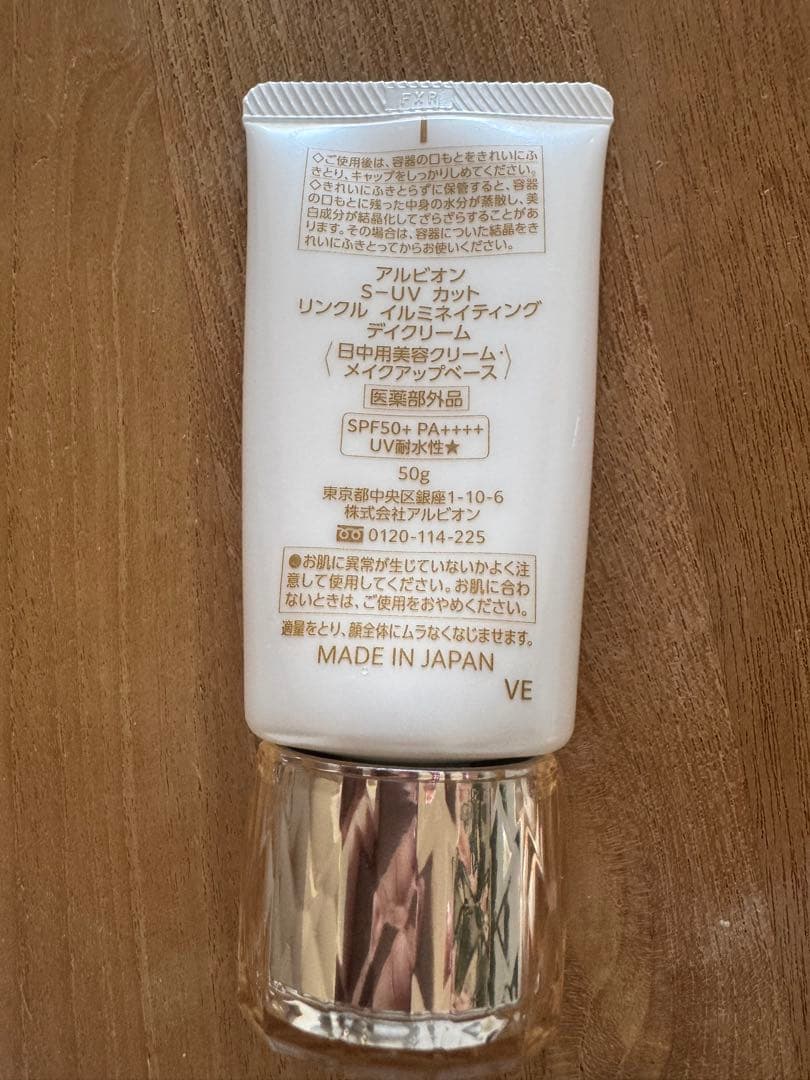 FXR
◇ご使用後は、容器の口もとをきれいにふ
きとり、キャップをしっかりしめてください。
◇きれいにふきとらずに保管すると、容器
の口もとに残った中身の水分が蒸散し、美
白成分が結晶化してざらざらすることがあ
ります。その場合は、容器についた結晶をき
れいにふきとってからお使いください。
アルビオン
S-UV カット
リンクル イルミネイティング
デイクリーム
〈日中用美容クリーム・
メイクアップベース〉
医薬部外品
SPF50+ PA++++
UV耐水性★
50g
東京都中央区銀座1-10-6
株式会社アルビオン
0120-114-225
●お肌に異常が生じていないかよく注
意して使用してください。お肌に合わ
ないときは、ご使用をおやめください。
適量をとり、顔全体にムラなくなじませます。
MADE IN JAPAN
VE